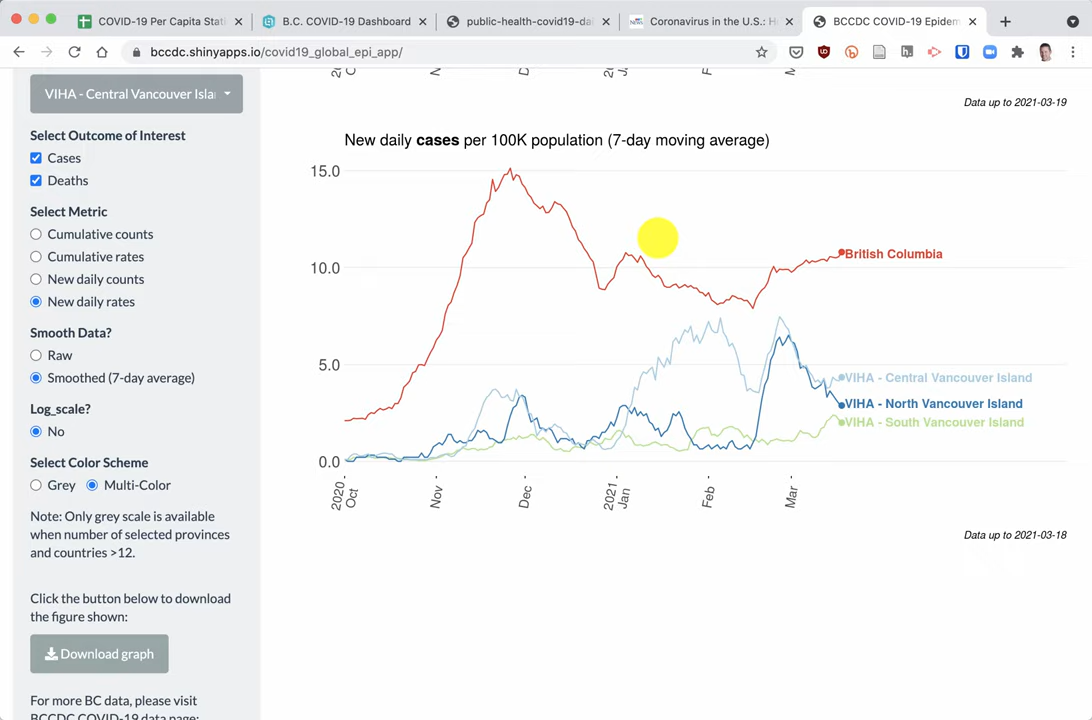 COVID-19 Per Capita Stati
B.C. COVID-19 Dashboard
public-health-covid19-dai
Coronavirus in the U.S.: H
BCCDC COVID-19 Epidem
bccdc.shinyapps.io/covid19_global_epi_app/
VIHA - Central Vancouver Isla
Select Outcome of Interest
Cases
Deaths
Select Metric
Cumulative counts
Cumulative rates
New daily counts
New daily rates
Smooth Data?
Raw
Smoothed (7-day average)
Log_scale?
No
Select Color Scheme
Grey
Multi-Color
Note: Only grey scale is available
when number of selected provinces
and countries >12.
Click the button below to download
the figure shown:
Download graph
For more BC data, please visit
BCCDC COVID-19 data page:
Data up to 2021-03-19
New daily cases per 100K population (7-day moving average)
15.0
10.0
5.0
0.0
British Columbia
VIHA - Central Vancouver Island
VIHA - North Vancouver Island
VIHA - South Vancouver Island
2020
Oct
Nov
Dec
2021
Jan
Feb
Mar
Data up to 2021-03-18